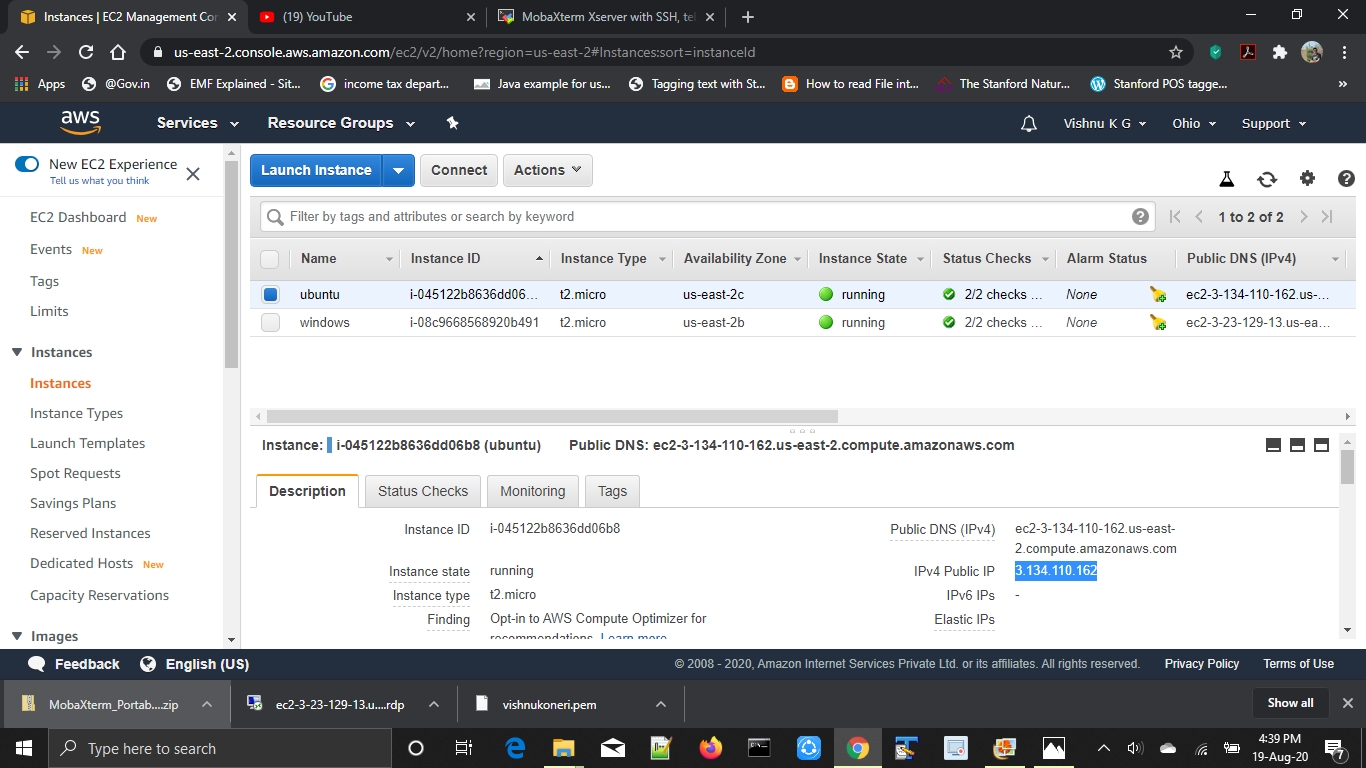 Instances | EC2 Management Con
(19) YouTube
MobaXterm Xserver with SSH, tel
us-east-2.console.aws.amazon.com/ec2/v2/home?region=us-east-2#Instances:sort=instanceId
Apps
@Gov.in
EMF Explained - Sit...
income tax depart...
Java example for us...
Tagging text with St...
How to read File int...
The Stanford Natur...
Stanford POS tagge...
»
aws
Services
Resource Groups
Vishnu K G
Ohio
Support
New EC2 Experience
Tell us what you think
Launch Instance
Connect
Actions
EC2 Dashboard New
Events New
Tags
Limits
Instances
Instances
Instance Types
Launch Templates
Spot Requests
Savings Plans
Reserved Instances
Dedicated Hosts New
Capacity Reservations
Images
Filter by tags and attributes or search by keyword
1 to 2 of 2
Name Instance ID Instance Type Availability Zone Instance State Status Checks Alarm Status Public DNS (IPv4)
ubuntu i-045122b8636dd06... t2.micro us-east-2c running 2/2 checks ... None ec2-3-134-110-162.us-...
windows i-08c9668568920b491 t2.micro us-east-2b running 2/2 checks ... None ec2-3-23-129-13.us-ea...
Instance: i-045122b8636dd06b8 (ubuntu) Public DNS: ec2-3-134-110-162.us-east-2.compute.amazonaws.com
Description
Status Checks
Monitoring
Tags
Instance ID i-045122b8636dd06b8
Instance state running
Instance type t2.micro
Finding Opt-in to AWS Compute Optimizer for
recommendations. Learn more
Public DNS (IPv4) ec2-3-134-110-162.us-east-
2.compute.amazonaws.com
IPv4 Public IP 3.134.110.162
IPv6 IPs -
Elastic IPs
Feedback
English (US)
© 2008 - 2020, Amazon Internet Services Private Ltd. or its affiliates. All rights reserved.
Privacy Policy
Terms of Use
MobaXterm_Portab....zip
ec2-3-23-129-13.u....rdp
vishnukoneri.pem
Show all
Type here to search
4:39 PM
19-Aug-20
7